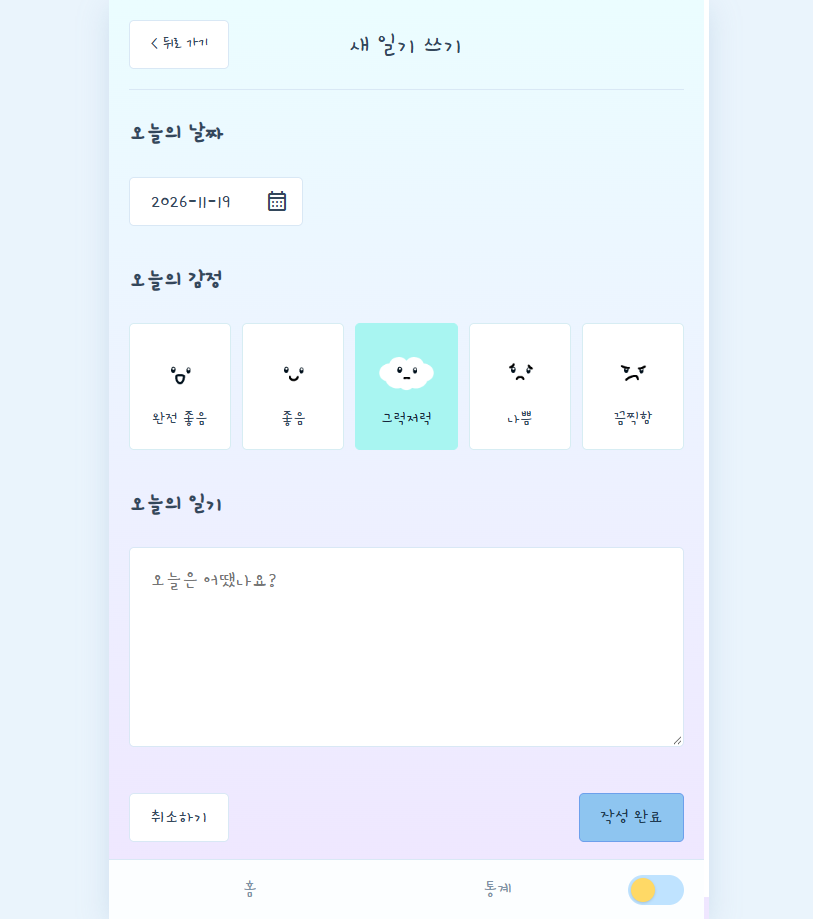 < 뒤로 가기
새 일기 쓰기
오늘의 날짜
2026-11-19
오늘의 감정
완전 좋음
좋음
그럭저럭
나쁨
끔찍함
오늘의 일기
오늘은 어땠나요?
취소하기
작성 완료
홈
통계